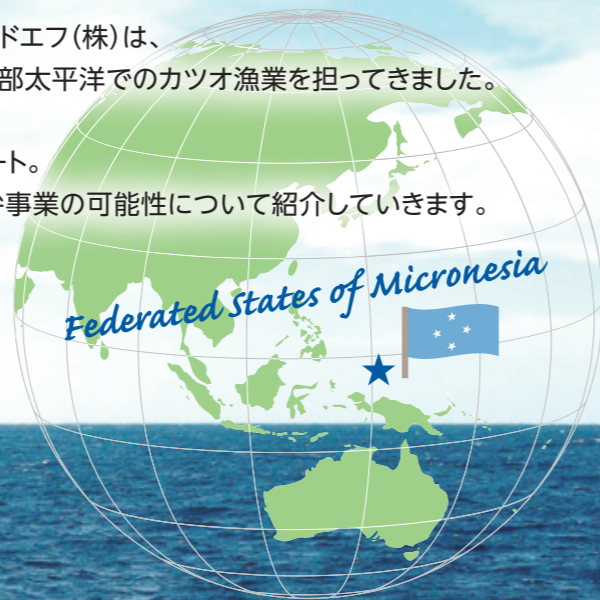 ドエフ（株）は、
部太平洋でのカツオ漁業を担ってきました。
ート。
事業の可能性について紹介していきます。
Federated States of Micronesia